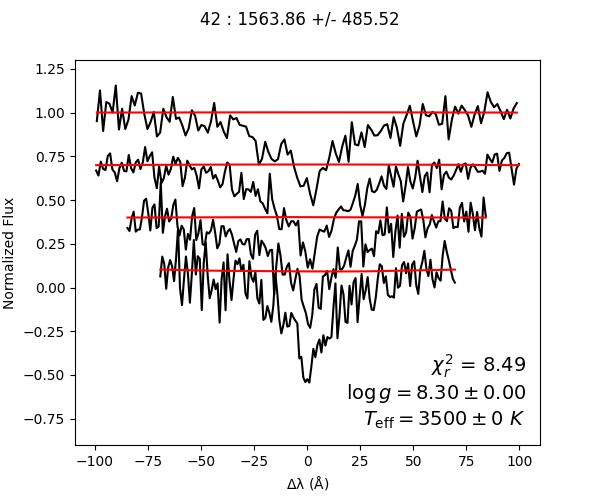 42 : 1563.86 +/- 485.52
1.25
1.00
0.75
0.50
0.25
0.00
−0.25
−0.50
−0.75
Normalized Flux
χ²ᵣ = 8.49
log g = 8.30 ± 0.00
T_eff = 3500 ± 0 K
−100 −75 −50 −25 0 25 50 75 100
Δλ (Å)